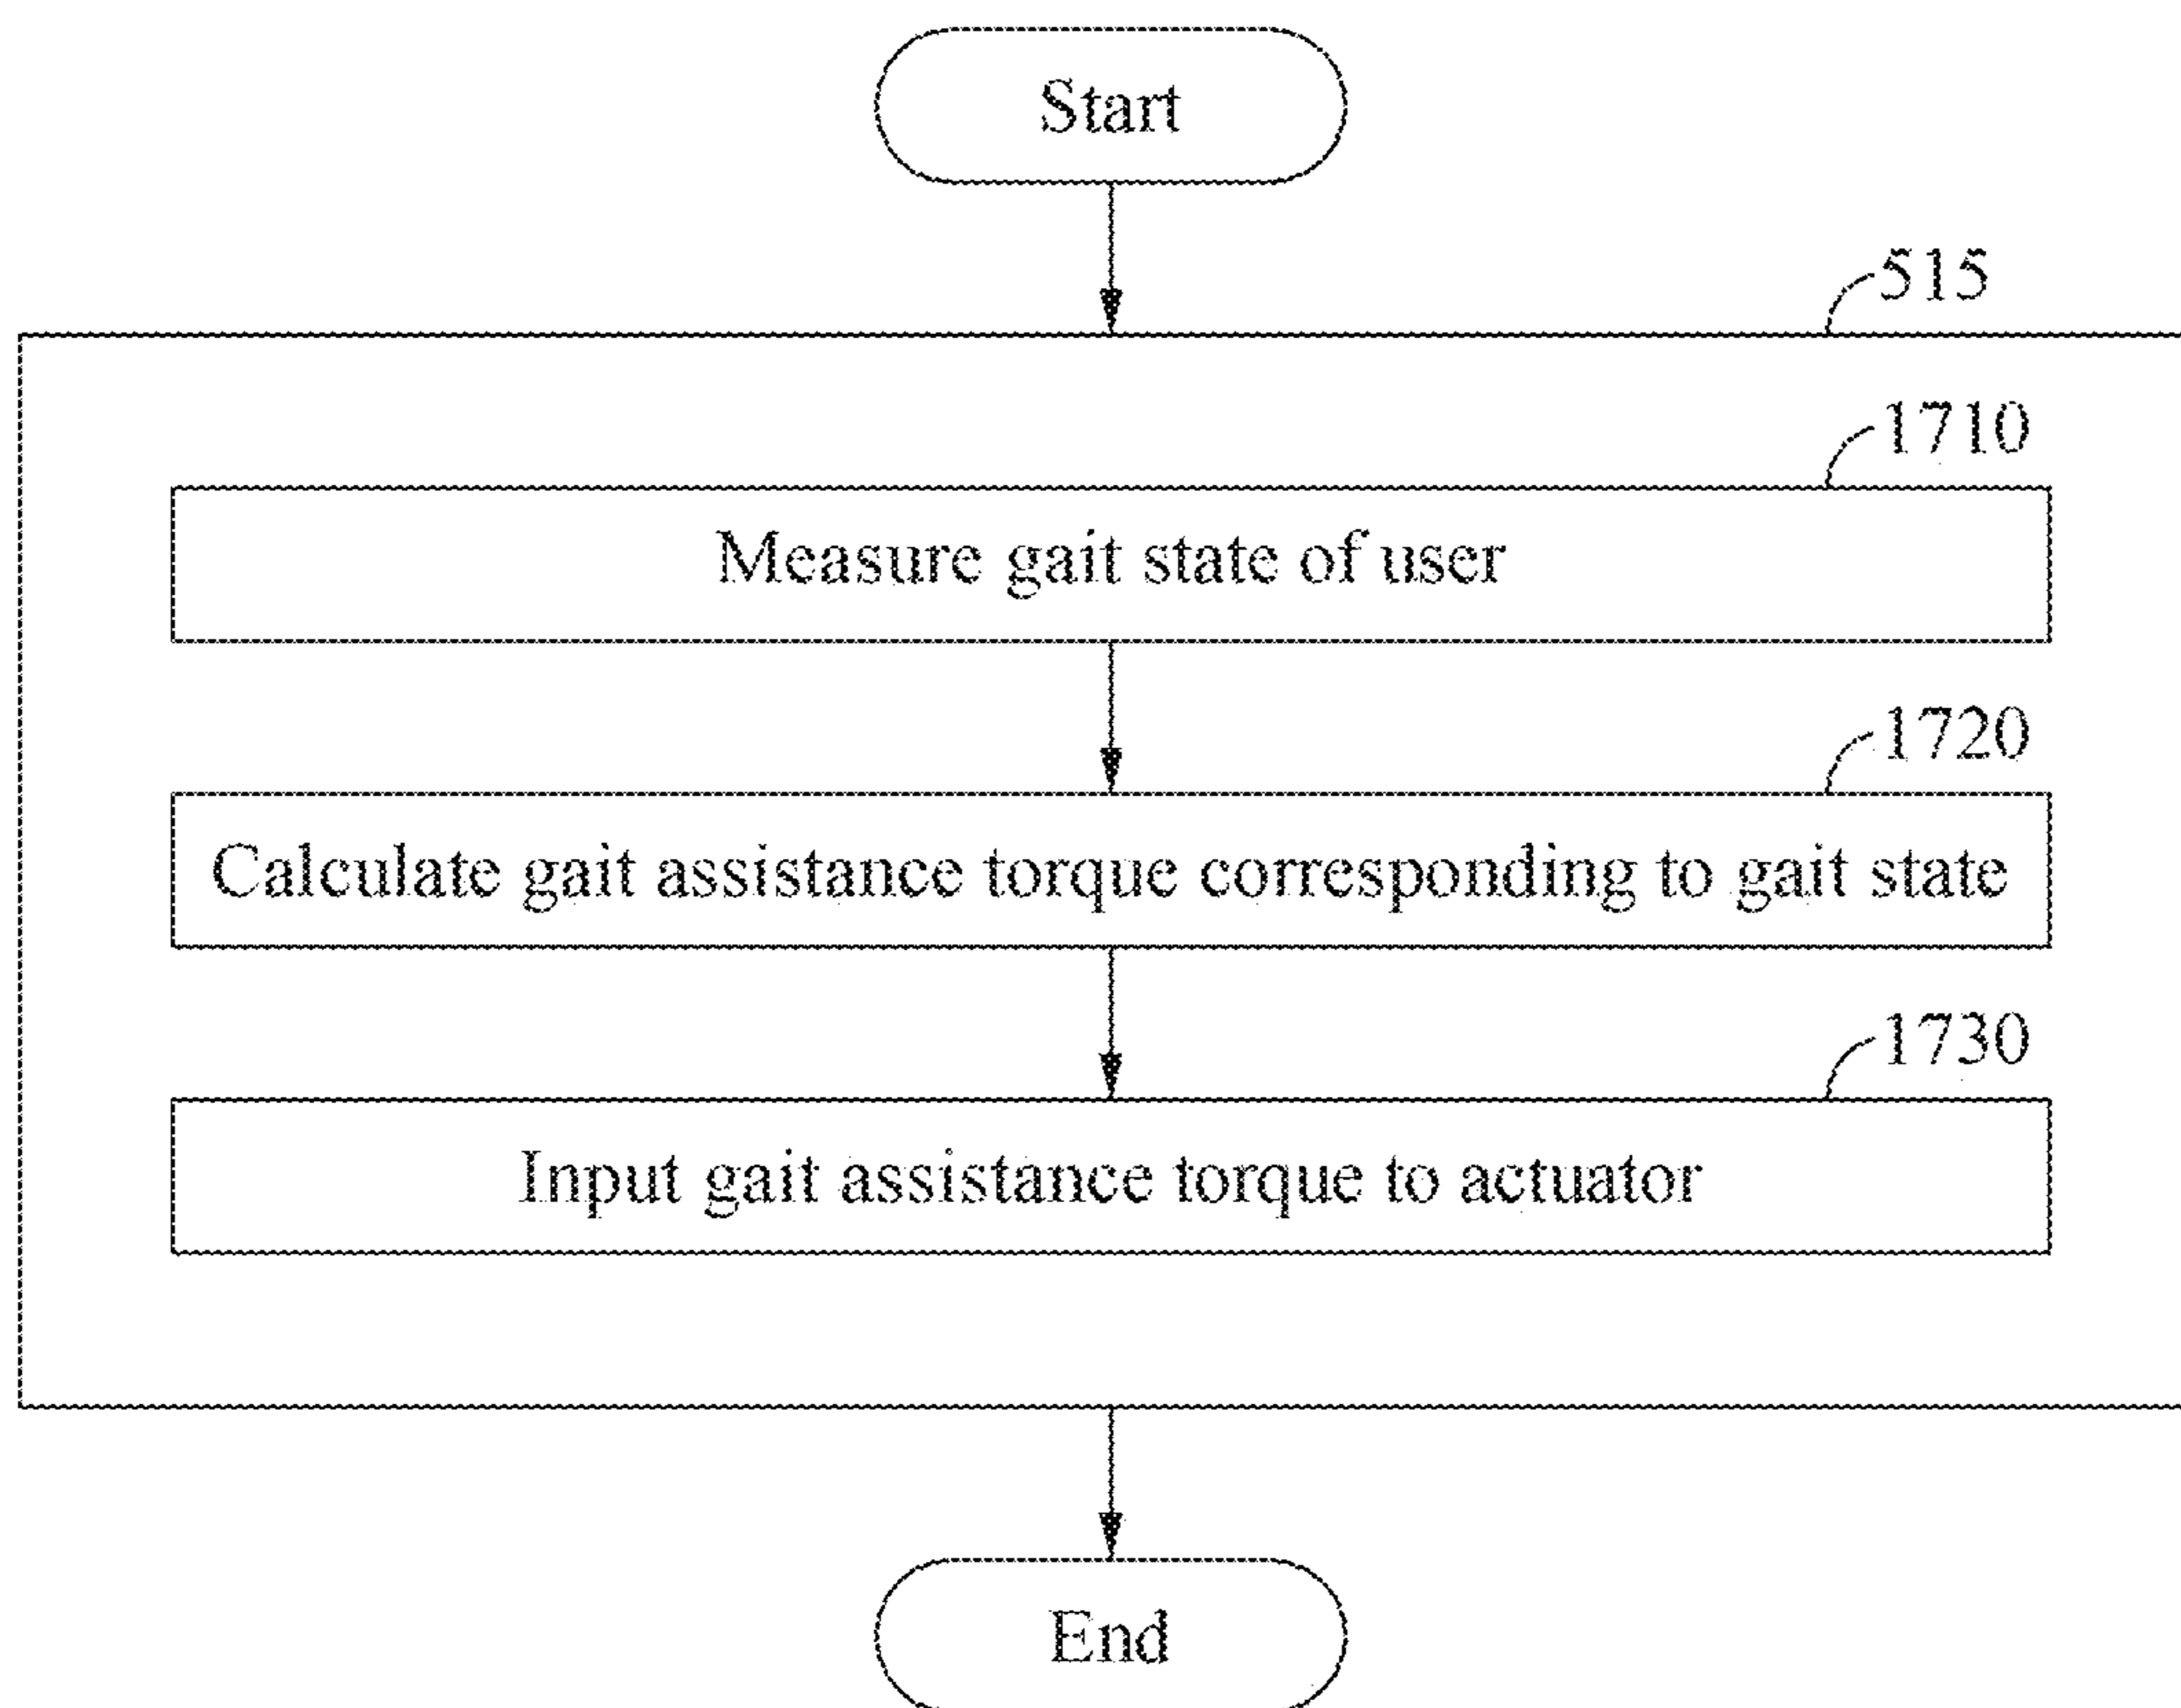 Start
515
1710
Measure gait state of user
1720
Calculate gait assistance torque corresponding to gait state
1730
Input gait assistance torque to actuator
End